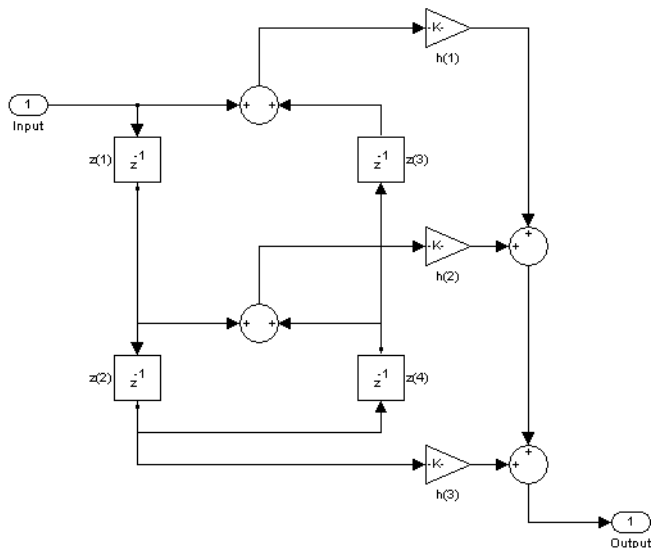 -K-
h(1)
1
Input
+ +
z(1)
z^-1
z^-1
z(3)
+
+
-K-
h(2)
+ +
z(2)
z^-1
z^-1
z(4)
+
+
-K-
h(3)
1
Output